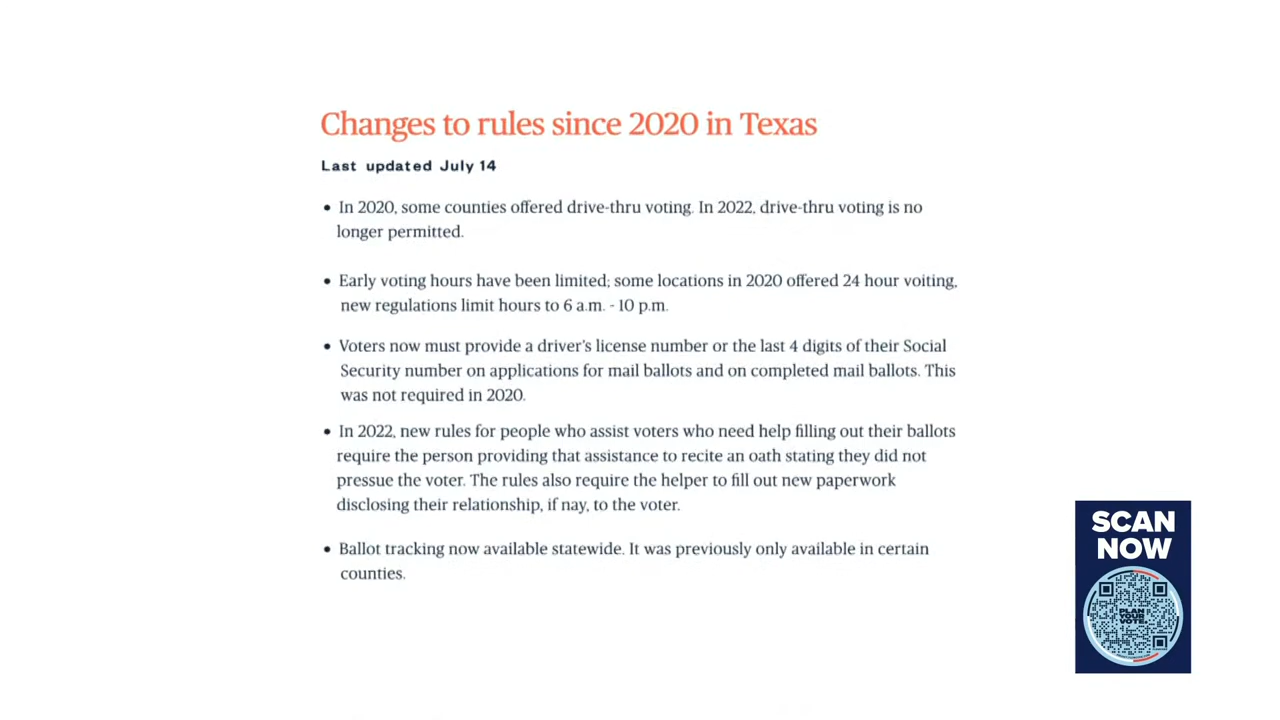 Changes to rules since 2020 in Texas
Last updated July 14
• In 2020, some counties offered drive-thru voting. In 2022, drive-thru voting is no
longer permitted.
• Early voting hours have been limited; some locations in 2020 offered 24 hour voiting,
new regulations limit hours to 6 a.m. - 10 p.m.
• Voters now must provide a driver's license number or the last 4 digits of their Social
Security number on applications for mail ballots and on completed mail ballots. This
was not required in 2020.
• In 2022, new rules for people who assist voters who need help filling out their ballots
require the person providing that assistance to recite an oath stating they did not
pressue the voter. The rules also require the helper to fill out new paperwork
disclosing their relationship, if nay, to the voter.
• Ballot tracking now available statewide. It was previously only available in certain
counties.
SCAN
NOW
PLAN
YOUR
VOTE.